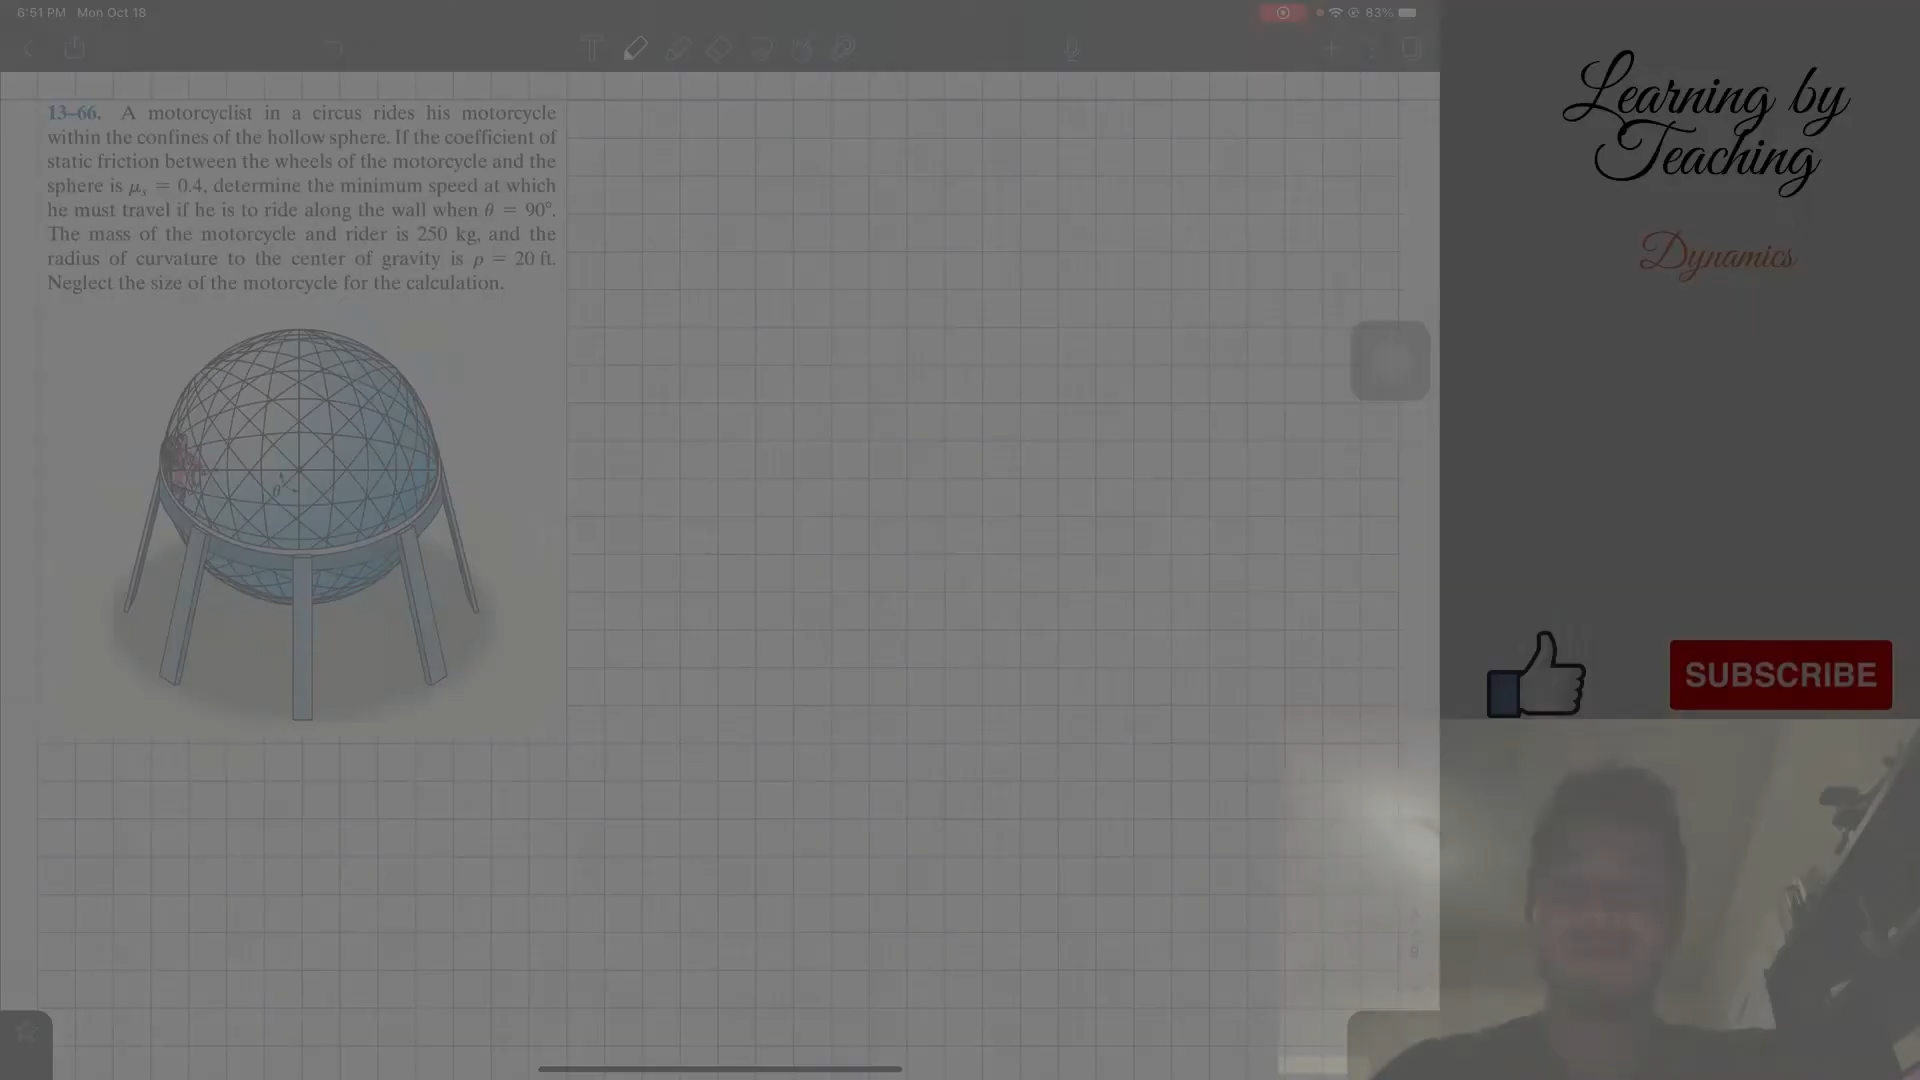 6:51 PM Mon Oct 18
83%
13–66. A motorcyclist in a circus rides his motorcycle
within the confines of the hollow sphere. If the coefficient of
static friction between the wheels of the motorcycle and the
sphere is μs = 0.4, determine the minimum speed at which
he must travel if he is to ride along the wall when θ = 90°.
The mass of the motorcycle and rider is 250 kg, and the
radius of curvature to the center of gravity is ρ = 20 ft.
Neglect the size of the motorcycle for the calculation.
θ
Learning by
Teaching
Dynamics
SUBSCRIBE